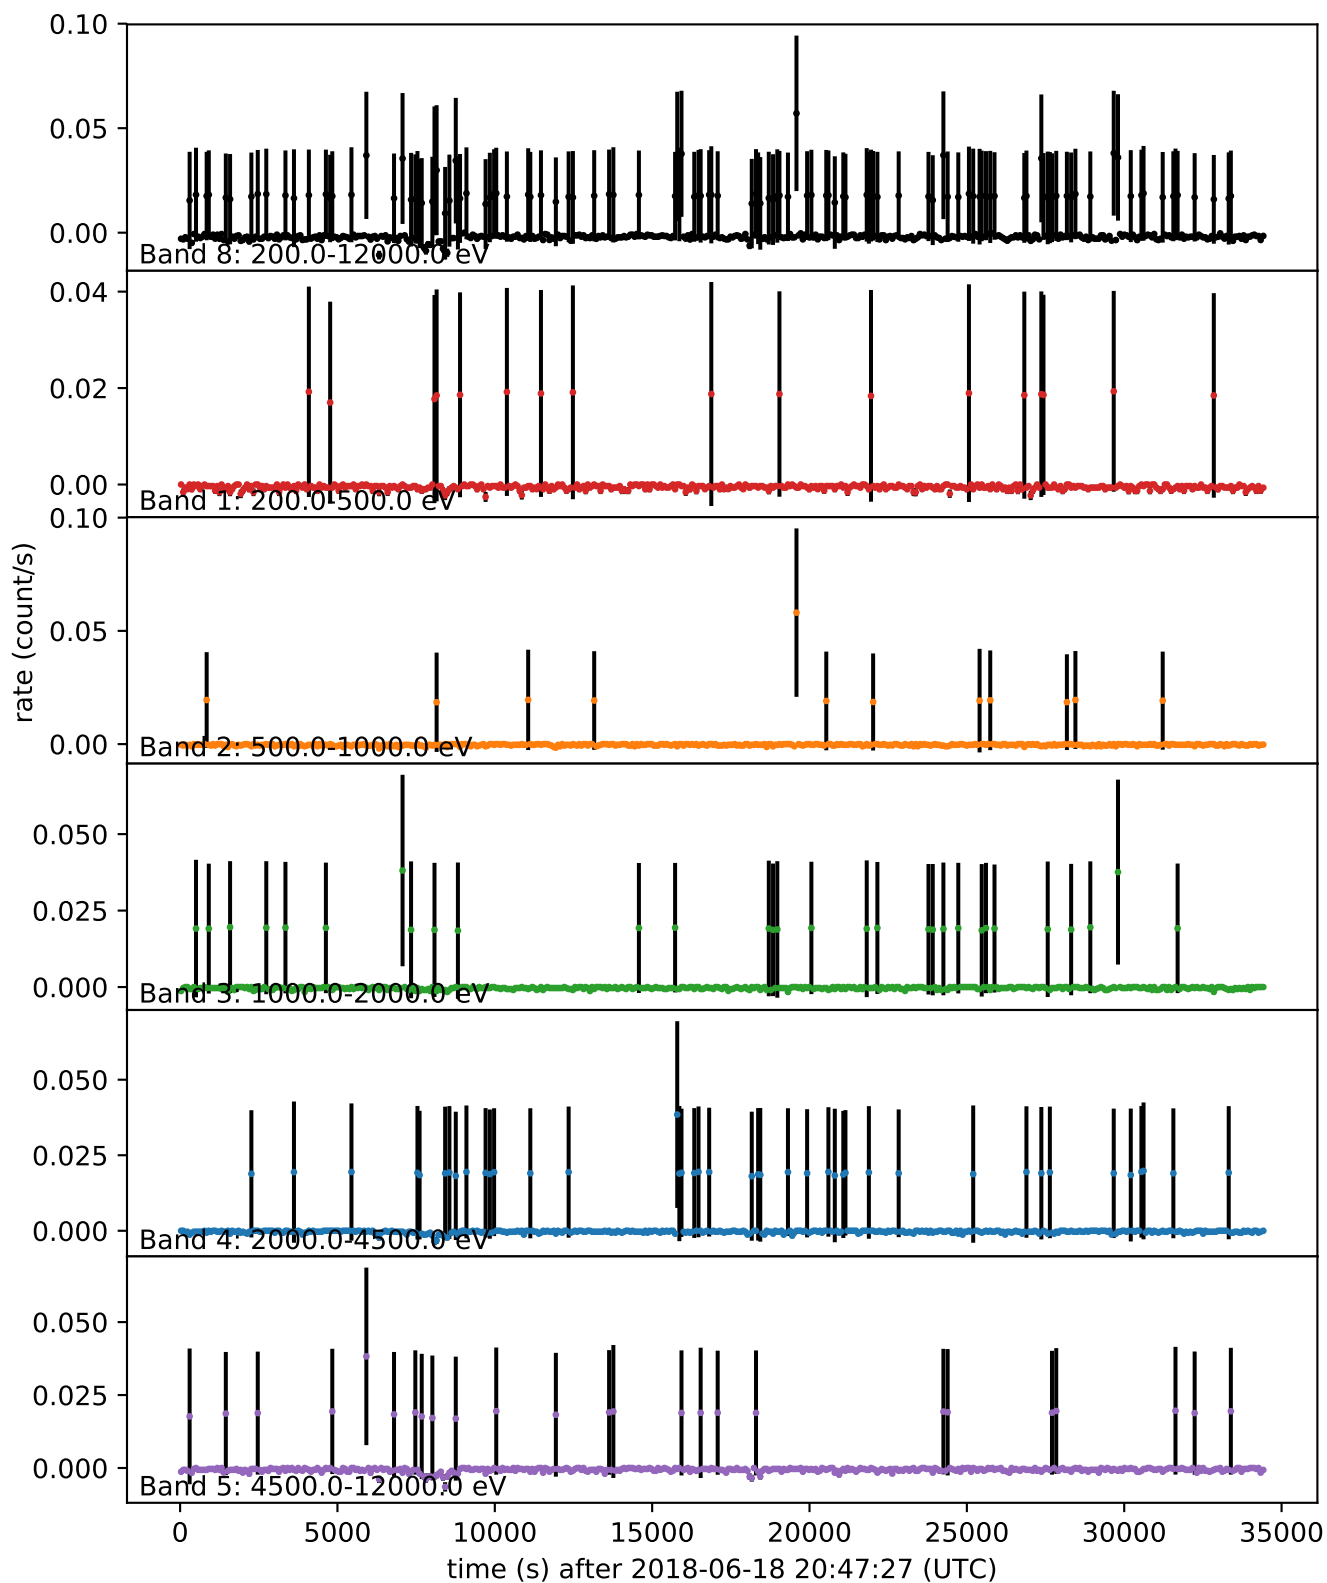 0.10
0.05
0.00
Band 8: 200.0-12000.0 eV
0.04
0.02
0.00
Band 1: 200.0-500.0 eV
0.10
0.05
0.00
Band 2: 500.0-1000.0 eV
rate (count/s)
0.050
0.025
0.000
Band 3: 1000.0-2000.0 eV
0.050
0.025
0.000
Band 4: 2000.0-4500.0 eV
0.050
0.025
0.000
Band 5: 4500.0-12000.0 eV
0 5000 10000 15000 20000 25000 30000 35000
time (s) after 2018-06-18 20:47:27 (UTC)